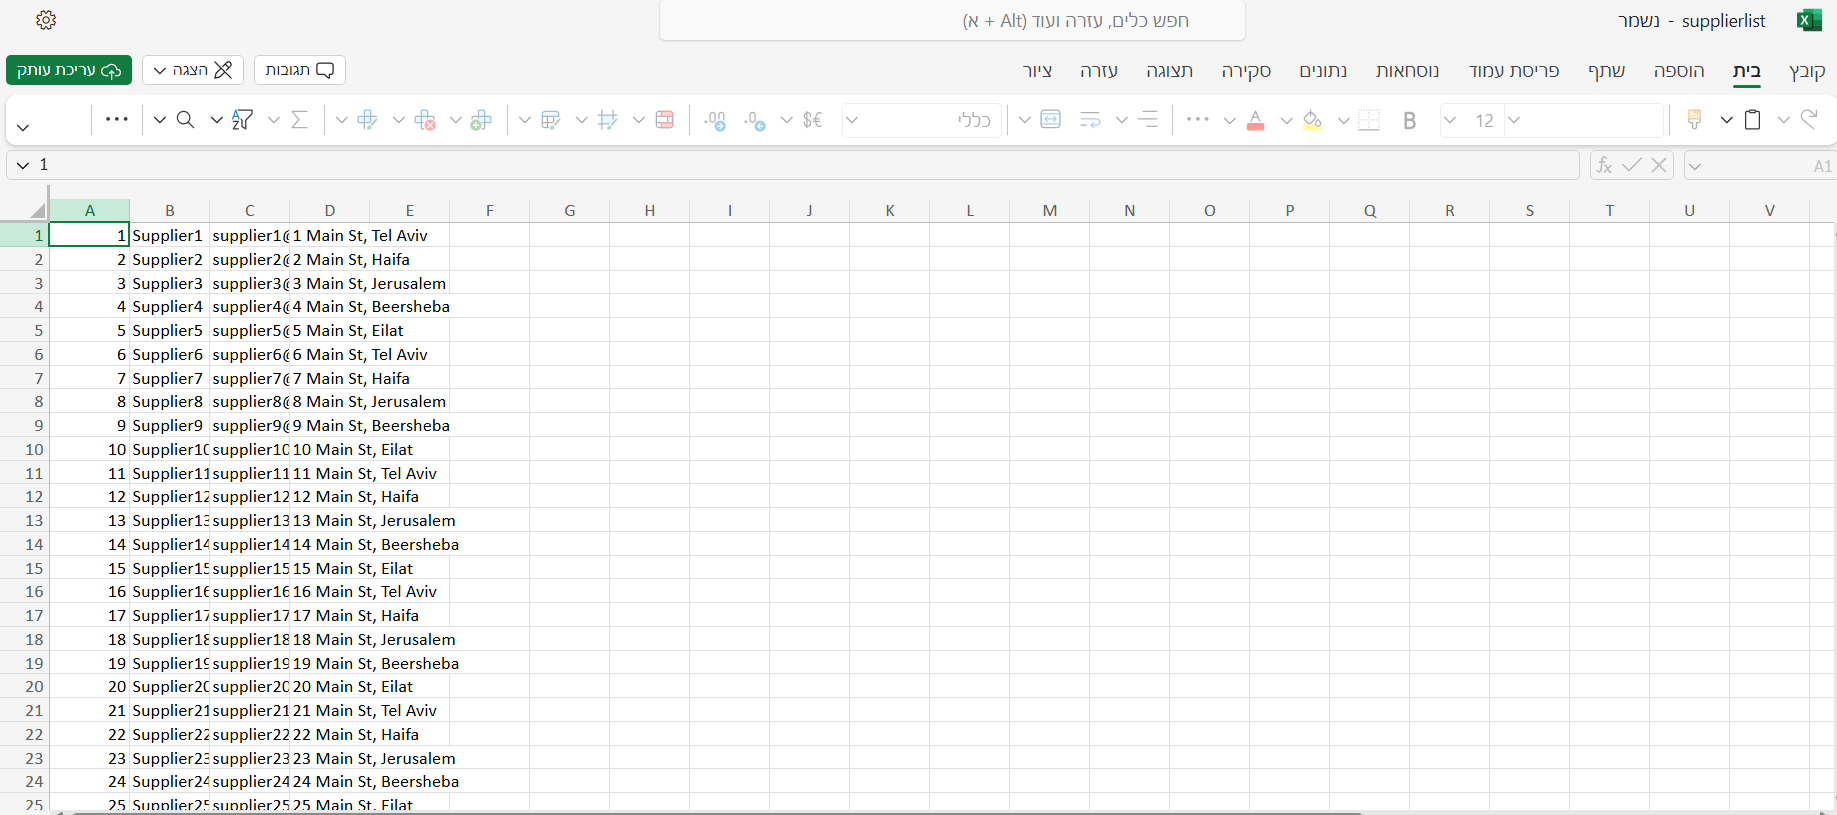 supplierlist - נשמר
חפש כלים, עזרה ועוד (Alt + א)
קובץ בית הוספה שתף פריסת עמוד נוסחאות נתונים סקירה תצוגה עזרה ציור
תגובות הצגה עריכת עותק
12 B כללי $€
A1 fx 1
A B C D E F G H I J K L M N O P Q R S T U V
1 1 Supplier1 supplier1@ 1 Main St, Tel Aviv
2 2 Supplier2 supplier2@ 2 Main St, Haifa
3 3 Supplier3 supplier3@ 3 Main St, Jerusalem
4 4 Supplier4 supplier4@ 4 Main St, Beersheba
5 5 Supplier5 supplier5@ 5 Main St, Eilat
6 6 Supplier6 supplier6@ 6 Main St, Tel Aviv
7 7 Supplier7 supplier7@ 7 Main St, Haifa
8 8 Supplier8 supplier8@ 8 Main St, Jerusalem
9 9 Supplier9 supplier9@ 9 Main St, Beersheba
10 10 Supplier10 supplier10 10 Main St, Eilat
11 11 Supplier11 supplier11 11 Main St, Tel Aviv
12 12 Supplier12 supplier12 12 Main St, Haifa
13 13 Supplier13 supplier13 13 Main St, Jerusalem
14 14 Supplier14 supplier14 14 Main St, Beersheba
15 15 Supplier15 supplier15 15 Main St, Eilat
16 16 Supplier16 supplier16 16 Main St, Tel Aviv
17 17 Supplier17 supplier17 17 Main St, Haifa
18 18 Supplier18 supplier18 18 Main St, Jerusalem
19 19 Supplier19 supplier19 19 Main St, Beersheba
20 20 Supplier20 supplier20 20 Main St, Eilat
21 21 Supplier21 supplier21 21 Main St, Tel Aviv
22 22 Supplier22 supplier22 22 Main St, Haifa
23 23 Supplier23 supplier23 23 Main St, Jerusalem
24 24 Supplier24 supplier24 24 Main St, Beersheba
25 25 Supplier25 supplier25 25 Main St, Eilat